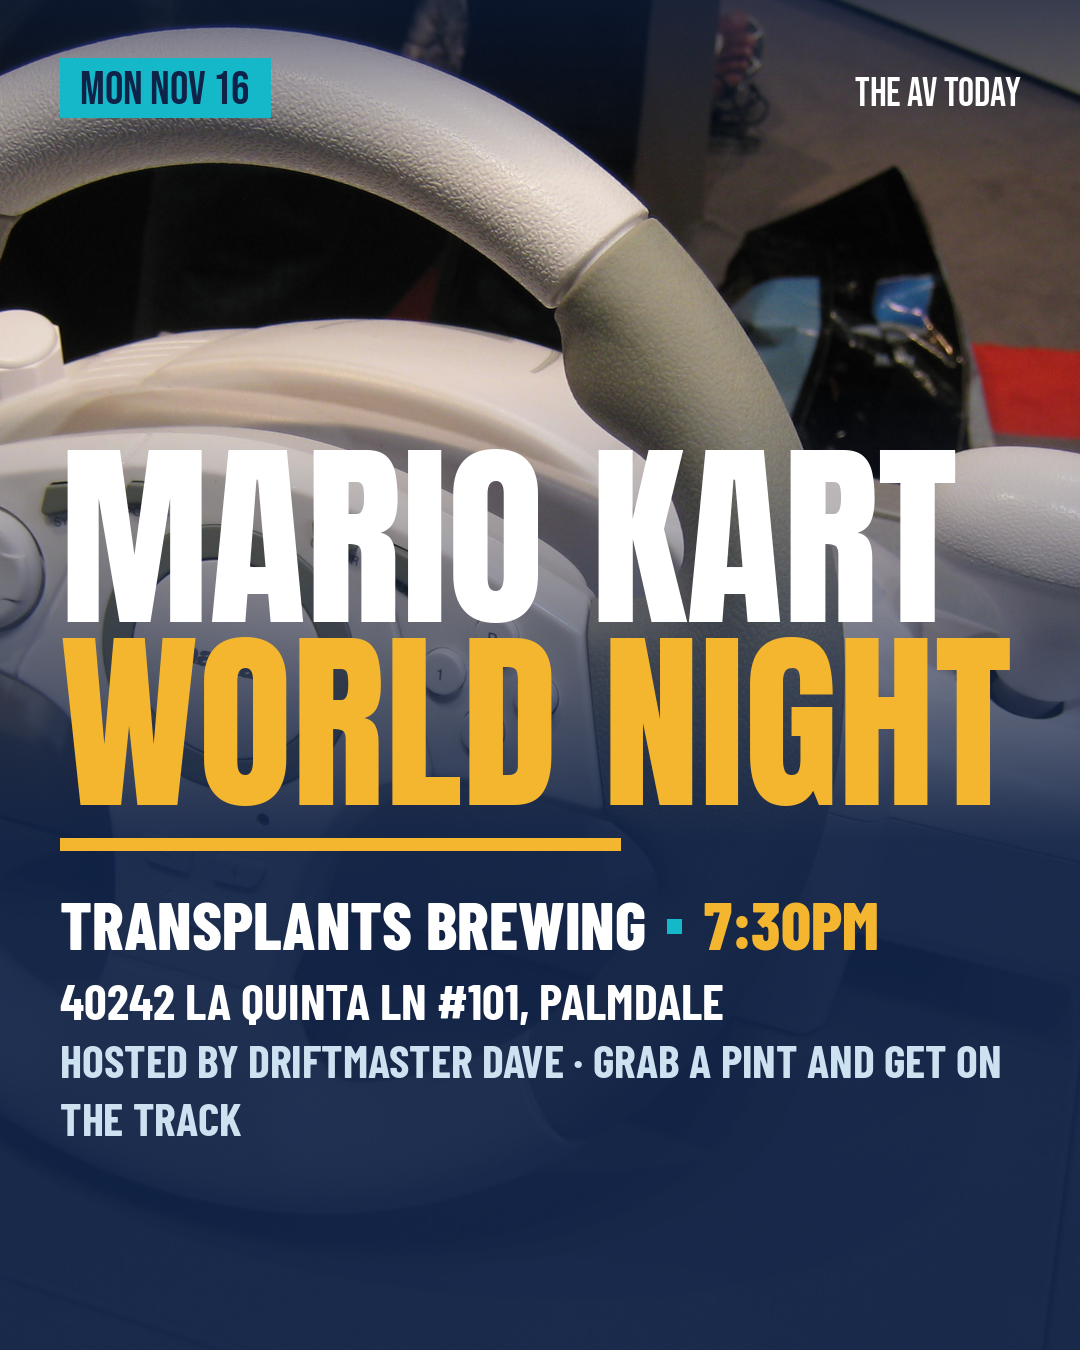 MON NOV 16
THE AV TODAY
MARIO KART
WORLD NIGHT
TRANSPLANTS BREWING ▪ 7:30PM
40242 LA QUINTA LN #101, PALMDALE
HOSTED BY DRIFTMASTER DAVE · GRAB A PINT AND GET ON
THE TRACK